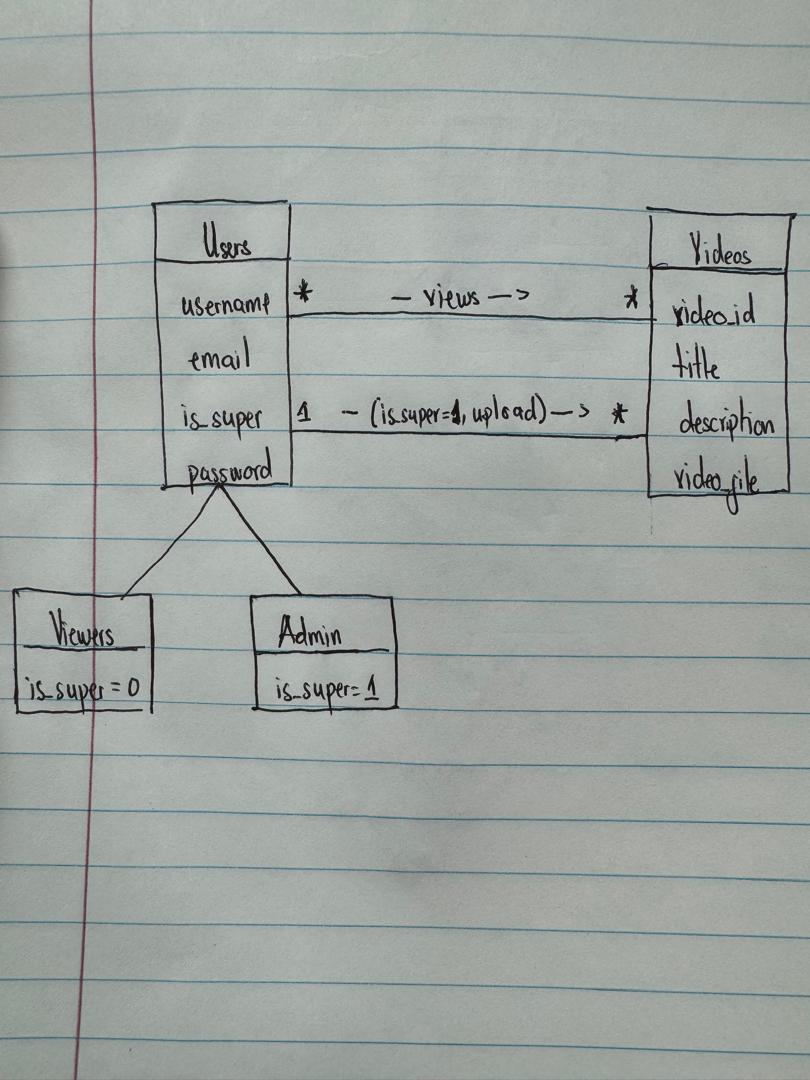 Users
username
email
is_super
password
* — views —> *
1 — (is_super=1, upload) —> *
Videos
video_id
title
description
video_file
Viewers
is_super = 0
Admin
is_super= 1